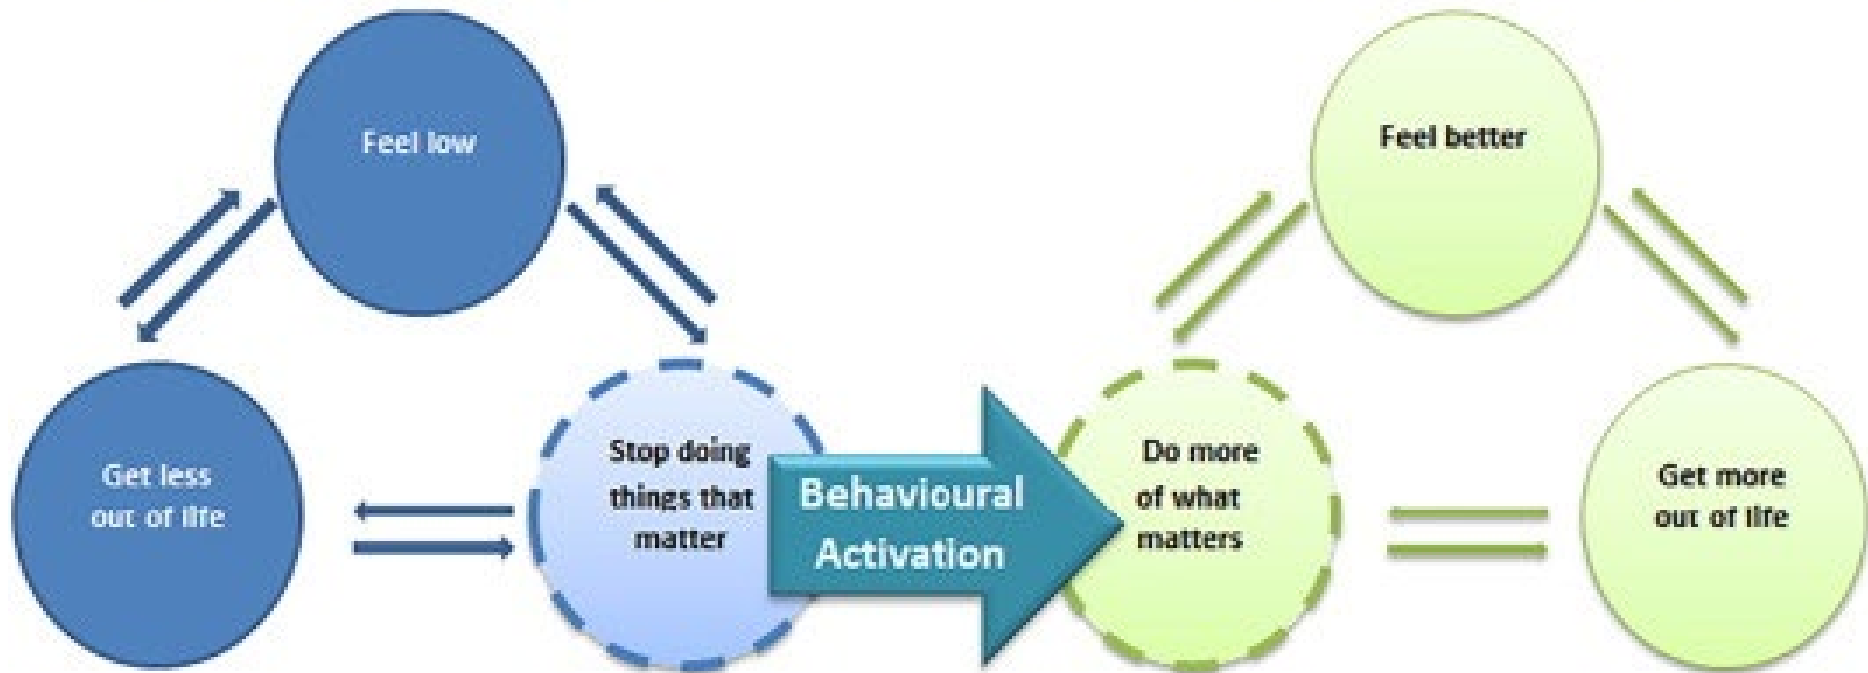 Feel low
Get less
out of life
Stop doing
things that
matter
Behavioural
Activation
Feel better
Do more
of what
matters
Get more
out of life